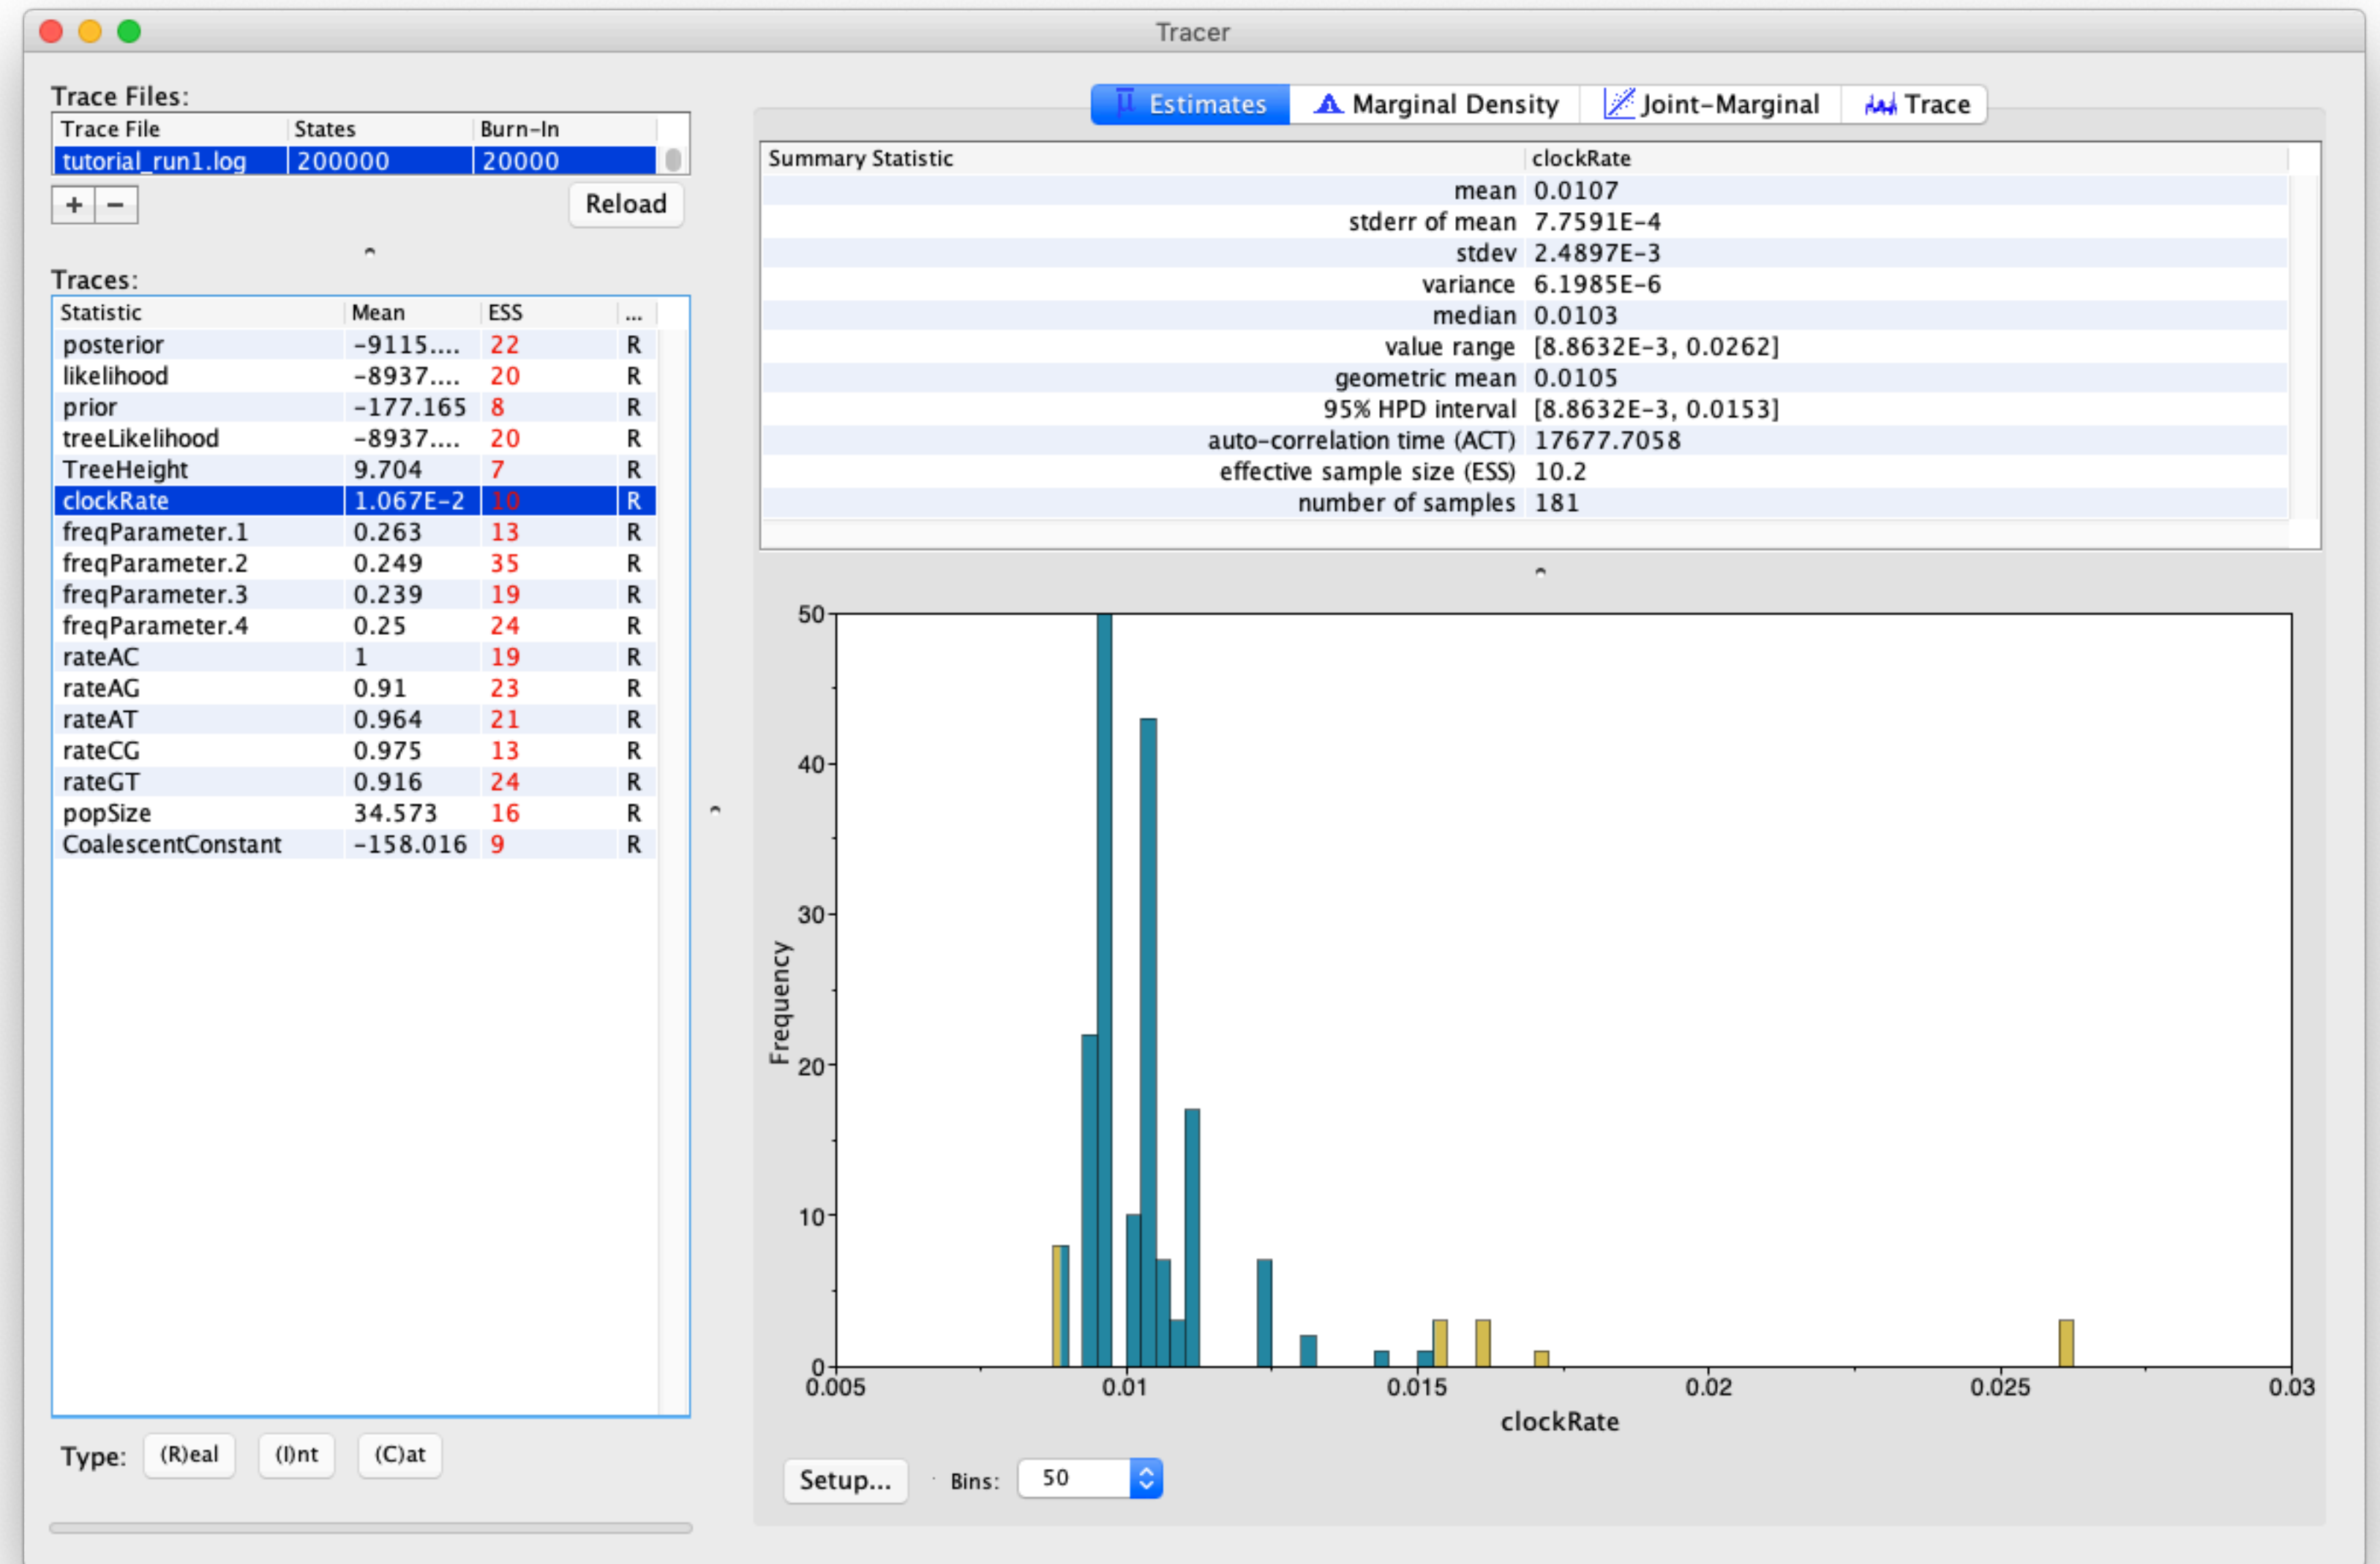 Tracer
Trace Files:
Trace File States Burn-In
tutorial_run1.log 200000 20000
+ −
Reload
Traces:
Statistic Mean ESS ...
posterior -9115.... 22 R
likelihood -8937.... 20 R
prior -177.165 8 R
treeLikelihood -8937.... 20 R
TreeHeight 9.704 7 R
clockRate 1.067E-2 10 R
freqParameter.1 0.263 13 R
freqParameter.2 0.249 35 R
freqParameter.3 0.239 19 R
freqParameter.4 0.25 24 R
rateAC 1 19 R
rateAG 0.91 23 R
rateAT 0.964 21 R
rateCG 0.975 13 R
rateGT 0.916 24 R
popSize 34.573 16 R
CoalescentConstant -158.016 9 R
Type: (R)eal (I)nt (C)at
Estimates Marginal Density Joint-Marginal Trace
Summary Statistic clockRate
mean 0.0107
stderr of mean 7.7591E-4
stdev 2.4897E-3
variance 6.1985E-6
median 0.0103
value range [8.8632E-3, 0.0262]
geometric mean 0.0105
95% HPD interval [8.8632E-3, 0.0153]
auto-correlation time (ACT) 17677.7058
effective sample size (ESS) 10.2
number of samples 181
50
40
30
20
10
0
Frequency
0.005 0.01 0.015 0.02 0.025 0.03
clockRate
Setup... Bins: 50